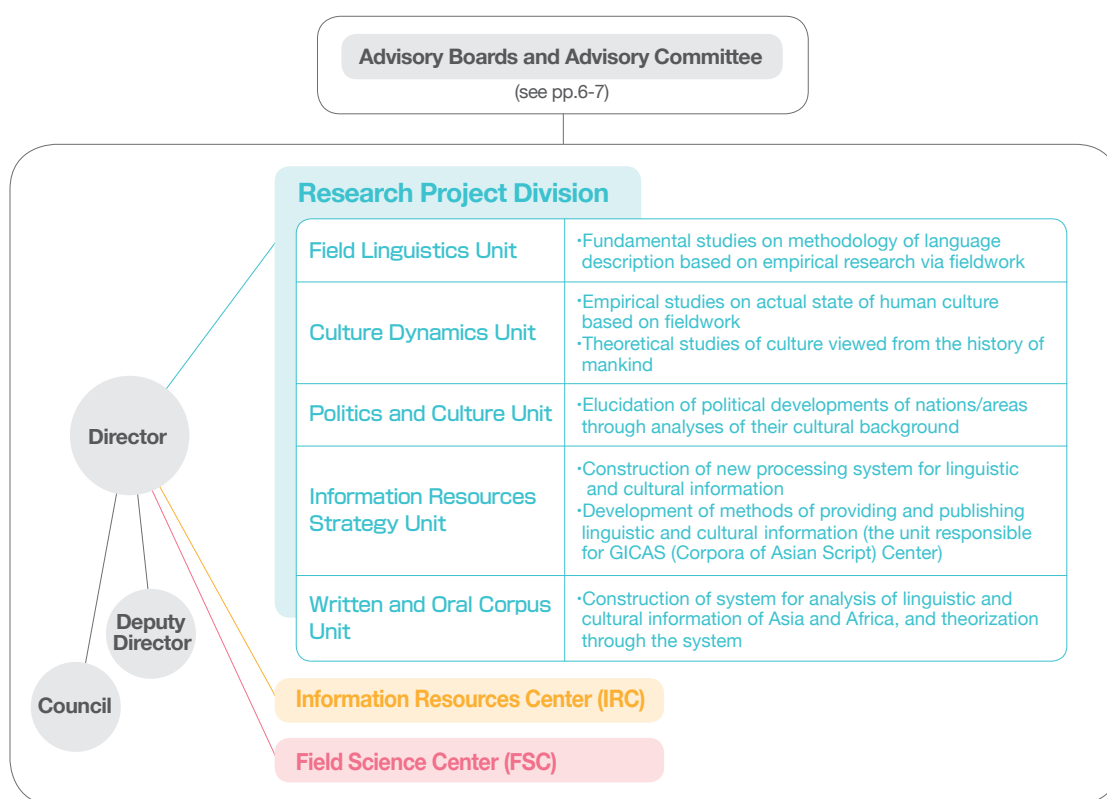 Advisory Boards and Advisory Committee
(see pp.6-7)
Research Project Division
Field Linguistics Unit
・Fundamental studies on methodology of language
description based on empirical research via fieldwork
Culture Dynamics Unit
・Empirical studies on actual state of human culture
based on fieldwork
・Theoretical studies of culture viewed from the history of
mankind
Politics and Culture Unit
・Elucidation of political developments of nations/areas
through analyses of their cultural background
Information Resources
Strategy Unit
・Construction of new processing system for linguistic
and cultural information
・Development of methods of providing and publishing
linguistic and cultural information (the unit responsible
for GICAS (Corpora of Asian Script) Center)
Written and Oral Corpus
Unit
・Construction of system for analysis of linguistic and
cultural information of Asia and Africa, and theorization
through the system
Director
Deputy
Director
Council
Information Resources Center (IRC)
Field Science Center (FSC)